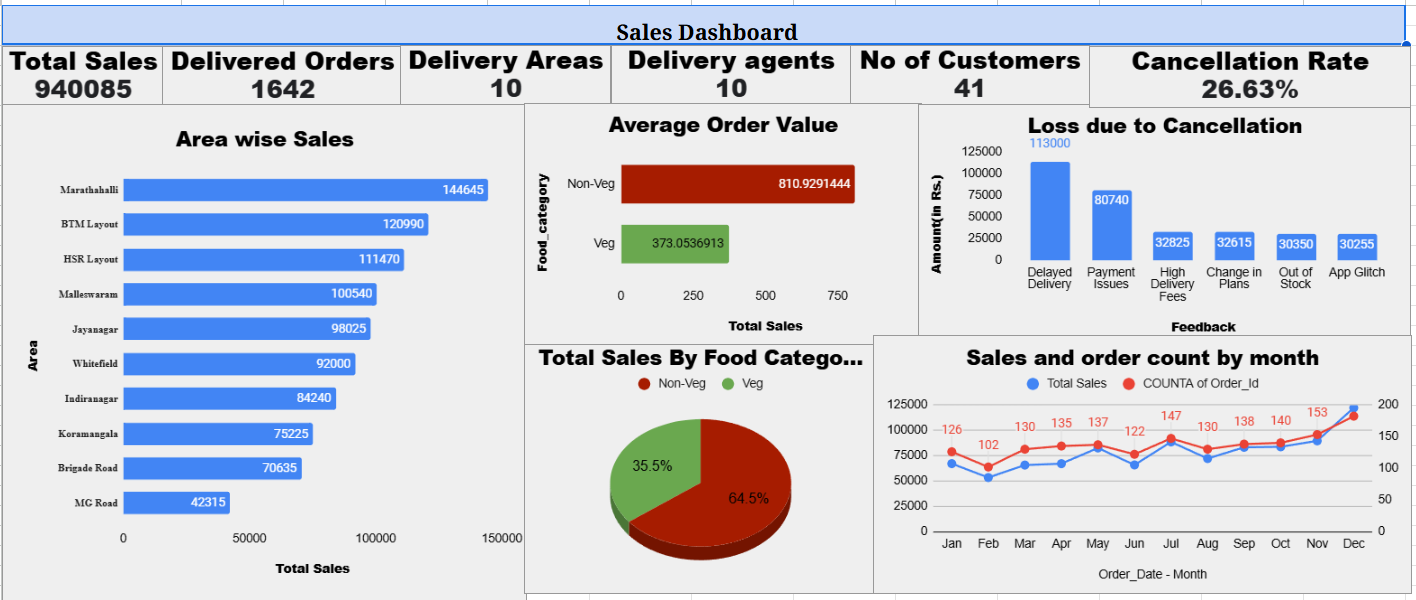 Sales Dashboard
Total Sales
940085
Delivered Orders
1642
Delivery Areas
10
Delivery agents
10
No of Customers
41
Cancellation Rate
26.63%
Area wise Sales
Area
Marathahalli
144645
BTM Layout
120990
HSR Layout
111470
Malleswaram
100540
Jayanagar
98025
Whitefield
92000
Indiranagar
84240
Koramangala
75225
Brigade Road
70635
MG Road
42315
0 50000 100000 150000
Total Sales
Average Order Value
Food_category
Non-Veg
810.9291444
Veg
373.0536913
0 250 500 750
Total Sales
Loss due to Cancellation
Amount(in Rs.)
125000
100000
75000
50000
25000
0
113000
80740
32825
32615
30350
30255
Delayed
Delivery
Payment
Issues
High
Delivery
Fees
Change in
Plans
Out of
Stock
App Glitch
Feedback
Total Sales By Food Catego...
Non-Veg Veg
35.5%
64.5%
Sales and order count by month
Total Sales COUNTA of Order_Id
125000
100000
75000
50000
25000
0
126 102 130 135 137 122 147 130 138 140 153
200
150
100
50
0
Jan Feb Mar Apr May Jun Jul Aug Sep Oct Nov Dec
Order_Date - Month